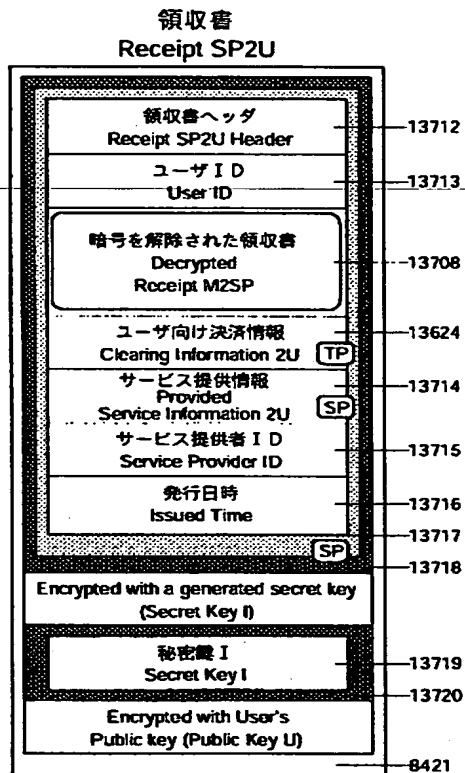 領収書
Receipt SP2U
領収書ヘッダ
Receipt SP2U Header
13712
ユーザID
User ID
13713
暗号を解除された領収書
Decrypted
Receipt M2SP
13708
ユーザ向け決済情報
Clearing Information 2U
TP
13624
サービス提供情報
Provided
Service Information 2U
SP
13714
サービス提供者ID
Service Provider ID
13715
発行日時
Issued Time
13716
13717
SP
13718
Encrypted with a generated secret key
(Secret Key I)
秘密鍵I
Secret Key I
13719
13720
Encrypted with User's
Public key (Public Key U)
8421